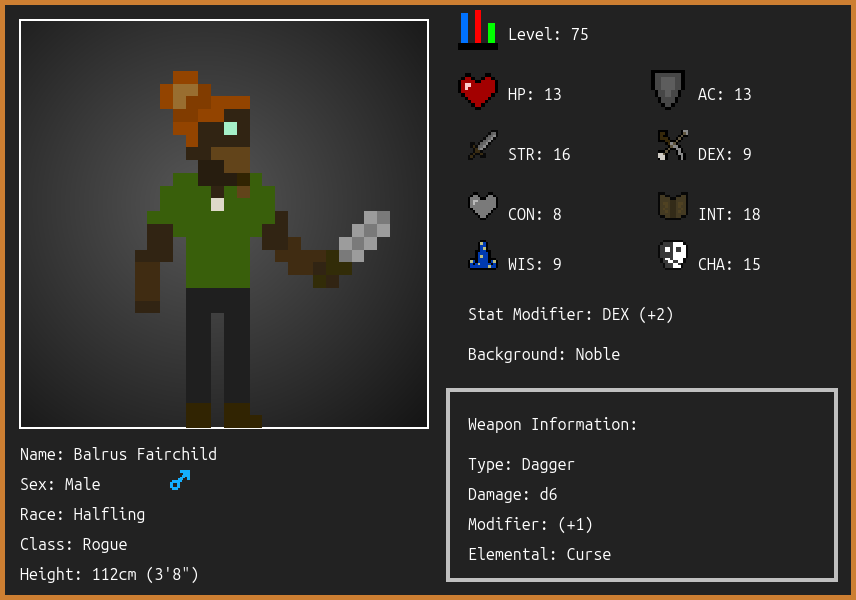 Level: 75
HP: 13
AC: 13
STR: 16
DEX: 9
CON: 8
INT: 18
WIS: 9
CHA: 15
Stat Modifier: DEX (+2)
Background: Noble
Weapon Information:
Type: Dagger
Damage: d6
Modifier: (+1)
Elemental: Curse
Name: Balrus Fairchild
Sex: Male
Race: Halfling
Class: Rogue
Height: 112cm (3'8")